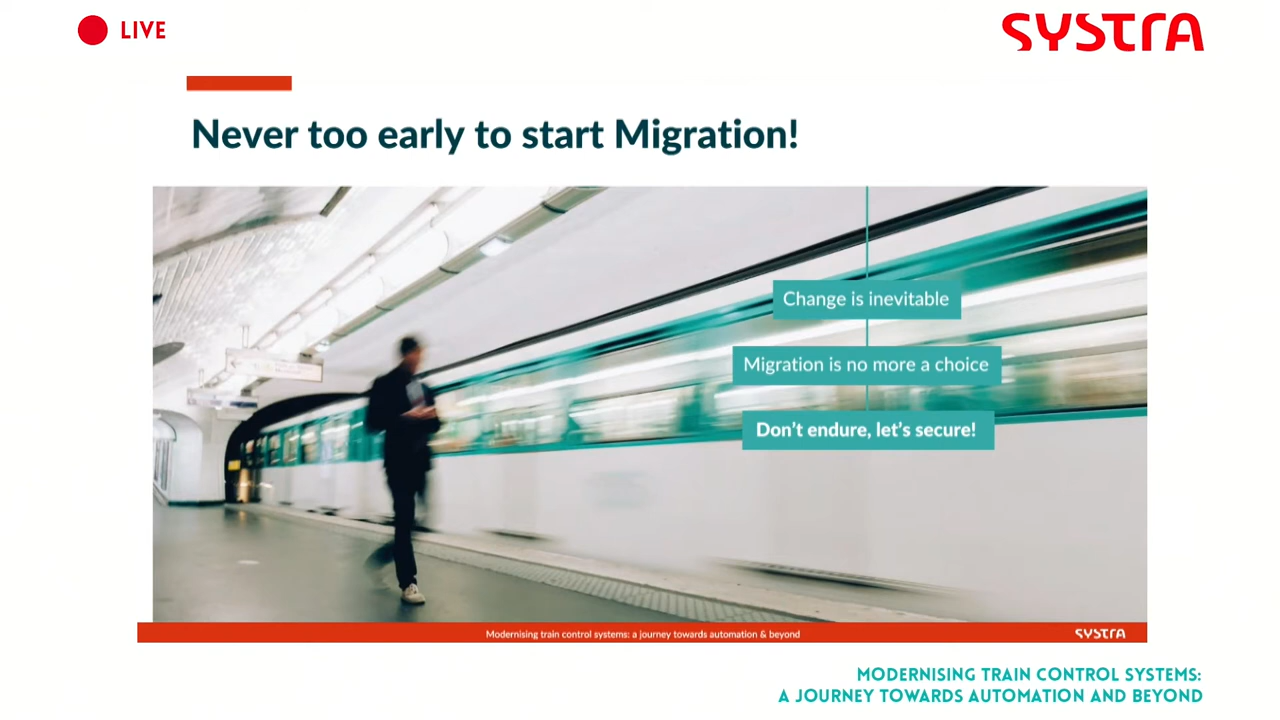 LIVE
SYSTRA
Never too early to start Migration!
Change is inevitable
Migration is no more a choice
Don't endure, let's secure!
Modernising train control systems: a journey towards automation & beyond
SYSTRA
MODERNISING TRAIN CONTROL SYSTEMS:
A JOURNEY TOWARDS AUTOMATION AND BEYOND